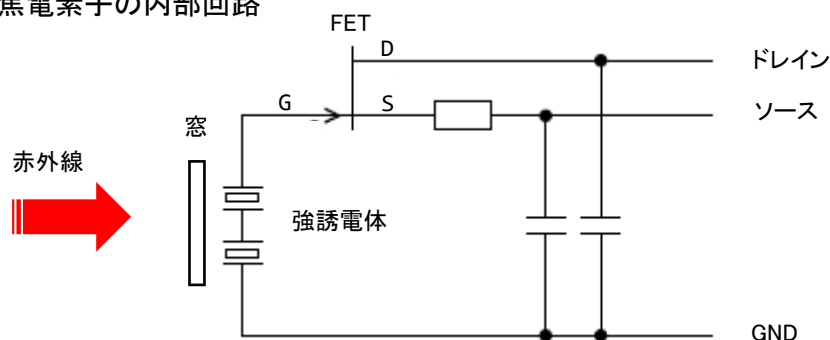 焦電素子の内部回路
FET
D
ドレイン
G
S
ソース
窓
赤外線
強誘電体
GND